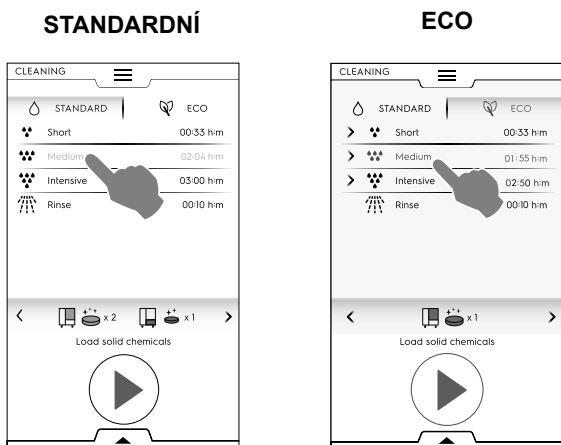 STANDARDNÍ
CLEANING
STANDARD ECO
Short 00:33 h:m
Medium 02:04 h:m
Intensive 03:00 h:m
Rinse 00:10 h:m
x 2 x 1
Load solid chemicals
ECO
CLEANING
STANDARD ECO
Short 00:33 h:m
Medium 01:55 h:m
Intensive 02:50 h:m
Rinse 00:10 h:m
x 1
Load solid chemicals